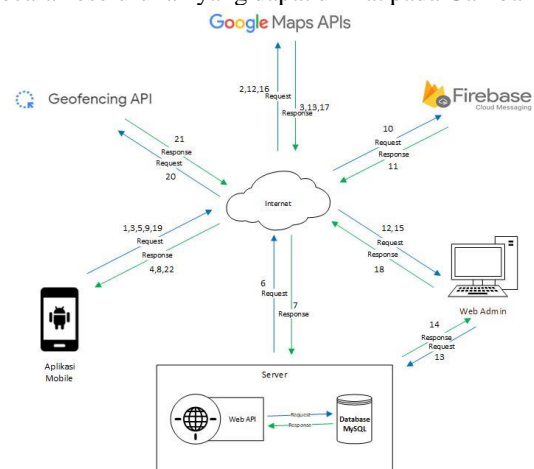 Google Maps APIs
2,12,16
Request
3,13,17
Response
Geofencing API
Firebase
Cloud Messaging
10
Request
Response
11
21
Response
Request
20
Internet
1,3,5,9,19
Request
Response
4,8,22
12,15
Request
18
6
Request
7
Response
Web Admin
14
Response
Request
13
Aplikasi
Mobile
Server
Web API
Request
Response
Database
MySQL